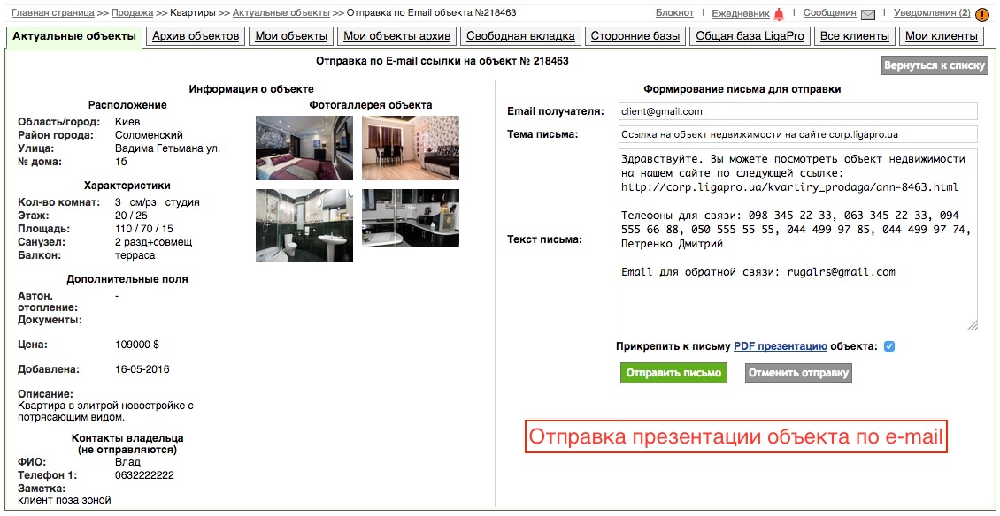 Главная страница >> Продажа >> Квартиры >> Актуальные объекты >> Отправка по Email объекта №218463
Блокнот | Ежедневник | Сообщения | Уведомления (2)
Актуальные объекты Архив объектов Мои объекты Мои объекты архив Свободная вкладка Сторонние базы Общая база LigaPro Все клиенты Мои клиенты
Отправка по E-mail ссылки на объект № 218463
Вернуться к списку
Информация о объекте
Расположение
Область/город: Киев
Район города: Соломенский
Улица: Вадима Гетьмана ул.
№ дома: 1б
Фотогаллерея объекта
Характеристики
Кол-во комнат: 3 см/рз студия
Этаж: 20 / 25
Площадь: 110 / 70 / 15
Санузел: 2 разд+совмещ
Балкон: терраса
Дополнительные поля
Автон. -
отопление:
Документы:
Цена: 109000 $
Добавлена: 16-05-2016
Описание:
Квартира в элитрой новостройке с
потрясающим видом.
Контакты владельца
(не отправляются)
ФИО: Влад
Телефон 1: 0632222222
Заметка:
клиент поза зоной
Формирование письма для отправки
Email получателя: client@gmail.com
Тема письма: Ссылка на объект недвижимости на сайте corp.ligapro.ua
Текст письма:
Здравствуйте. Вы можете посмотреть объект недвижимости
на нашем сайте по следующей ссылке:
http://corp.ligapro.ua/kvartiry_prodaga/ann-8463.html
Телефоны для связи: 098 345 22 33, 063 345 22 33, 094
555 66 88, 050 555 55 55, 044 499 97 85, 044 499 97 74,
Петренко Дмитрий
Email для обратной связи: rugalrs@gmail.com
Прикрепить к письму PDF презентацию объекта:
Отправить письмо Отменить отправку
Отправка презентации объекта по e-mail